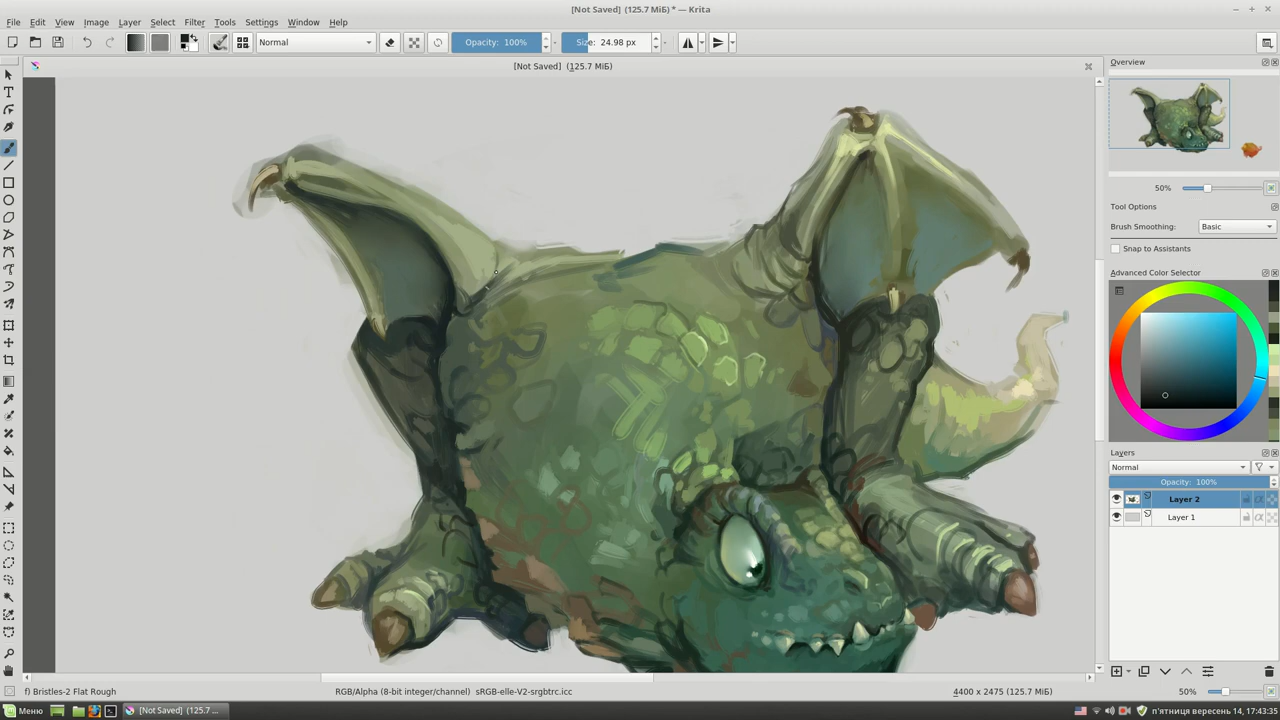 [Not Saved]  (125.7 МіБ) * — Krita
File Edit View Image Layer Select Filter Tools Settings Window Help
Normal Opacity: 100% Size: 24.98 px
[Not Saved]  (125.7 МіБ)
Overview
50%
Tool Options
Brush Smoothing: Basic
Snap to Assistants
Advanced Color Selector
Layers
Normal
Opacity: 100%
Layer 2
Layer 1
f) Bristles-2 Flat Rough RGB/Alpha (8-bit integer/channel) sRGB-elle-V2-srgbtrc.icc 4400 x 2475 (125.7 МіБ) 50%
Меню [Not Saved] (125.7 ... п'ятниця вересень 14, 17:43:35